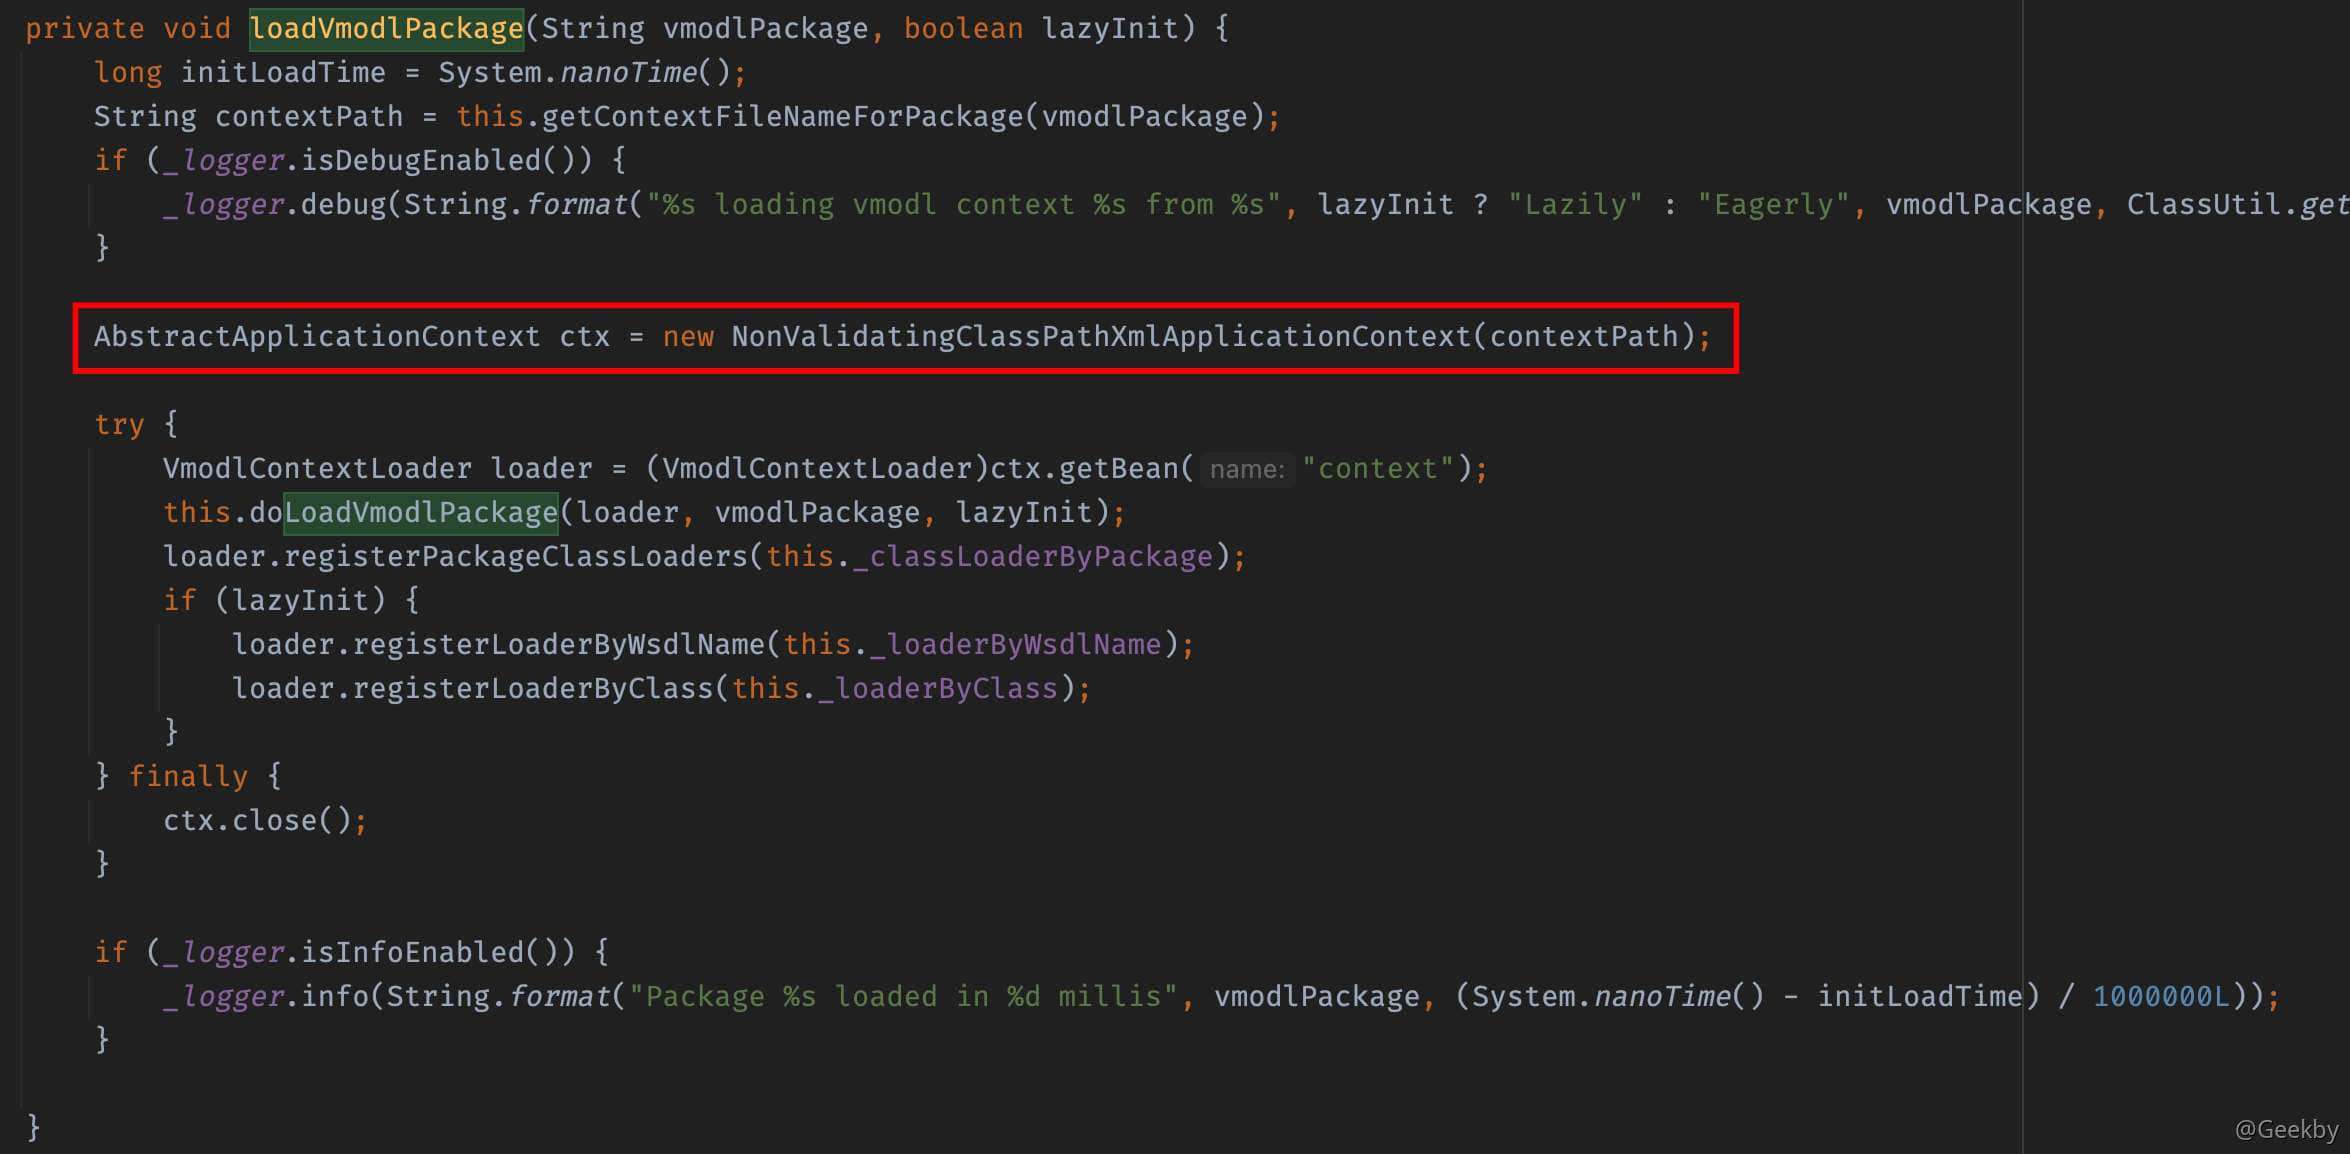 private void loadVmodlPackage(String vmodlPackage, boolean lazyInit) {
long initLoadTime = System.nanoTime();
String contextPath = this.getContextFileNameForPackage(vmodlPackage);
if (_logger.isDebugEnabled()) {
_logger.debug(String.format("%s loading vmodl context %s from %s", lazyInit ? "Lazily" : "Eagerly", vmodlPackage, ClassUtil.get
}
AbstractApplicationContext ctx = new NonValidatingClassPathXmlApplicationContext(contextPath);
try {
VmodlContextLoader loader = (VmodlContextLoader)ctx.getBean( name: "context");
this.doLoadVmodlPackage(loader, vmodlPackage, lazyInit);
loader.registerPackageClassLoaders(this._classLoaderByPackage);
if (lazyInit) {
loader.registerLoaderByWsdlName(this._loaderByWsdlName);
loader.registerLoaderByClass(this._loaderByClass);
}
} finally {
ctx.close();
}
if (_logger.isInfoEnabled()) {
_logger.info(String.format("Package %s loaded in %d millis", vmodlPackage, (System.nanoTime() - initLoadTime) / 1000000L));
}
}
@Geekby